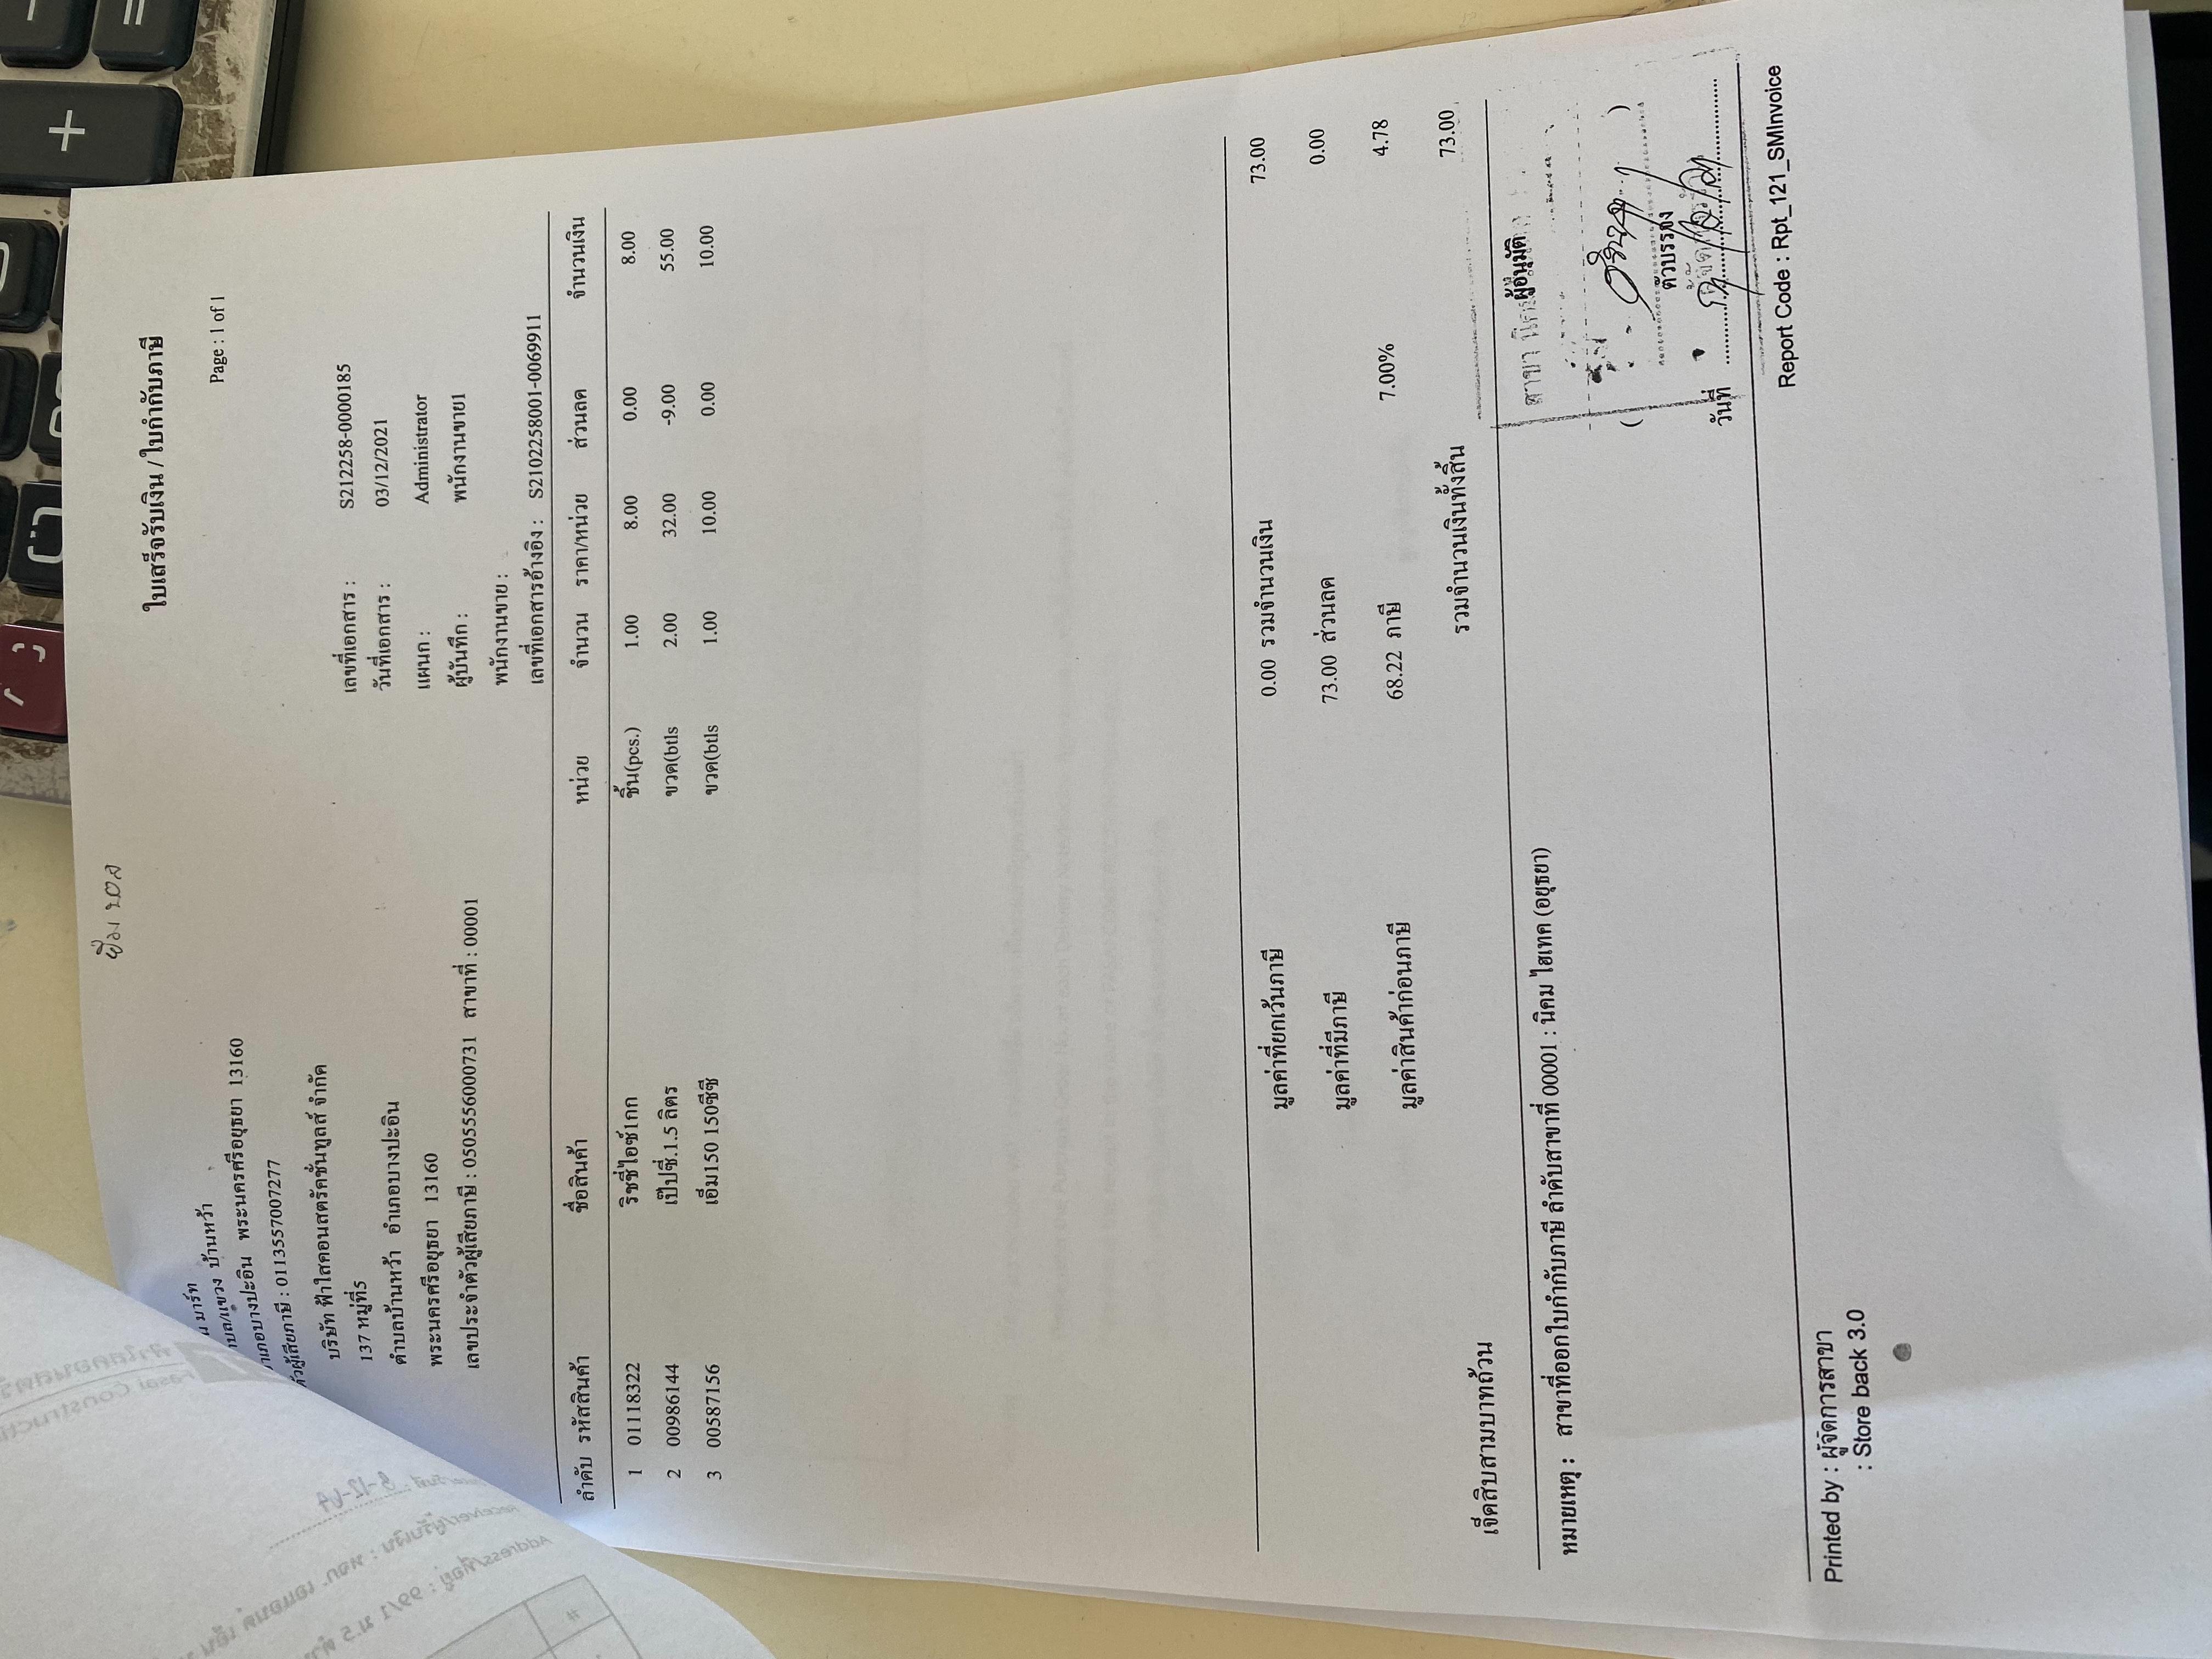 ใบเสร็จรับเงิน / ใบกำกับภาษี
Page : 1 of 1
น มาร์ท
บล/แขวง บ้านหว้า
าเภอบางปะอิน พระนครศรีอยุธยา 13160
ตัวผู้เสียภาษี : 0113557007277
บริษัท ฟ้าใสคอนสตรัคชั่นทูลส์ จำกัด
137 หมู่ที่5
ตำบลบ้านหว้า อำเภอบางปะอิน
พระนครศรีอยุธยา 13160
เลขประจำตัวผู้เสียภาษี : 0505556000731 สาขาที่ : 00001
เลขที่เอกสาร : S212258-0000185
วันที่เอกสาร : 03/12/2021
แผนก : Administrator
ผู้บันทึก : พนักงานขาย1
พนักงานขาย :
เลขที่เอกสารอ้างอิง : S2102258001-0069911
ลำดับ รหัสสินค้า ชื่อสินค้า หน่วย จำนวน ราคา/หน่วย ส่วนลด จำนวนเงิน
1 01118322 ริชชี่ไอซ์1กก ชิ้น(pcs.) 1.00 8.00 0.00 8.00
2 00986144 เป๊ปซี่.1.5 ลิตร ขวด(btls 2.00 32.00 -9.00 55.00
3 00587156 เอ็ม150 150ซีซี ขวด(btls 1.00 10.00 0.00 10.00
มูลค่าที่ยกเว้นภาษี 0.00 รวมจำนวนเงิน 73.00
มูลค่าที่มีภาษี 73.00 ส่วนลด 0.00
มูลค่าสินค้าก่อนภาษี 68.22 ภาษี 7.00% 4.78
เจ็ดสิบสามบาทถ้วน รวมจำนวนเงินทั้งสิ้น 73.00
หมายเหตุ : สาขาที่ออกใบกำกับภาษี ลำดับสาขาที่ 00001 : นิคม ไฮเทค (อยุธยา)
ผู้อนุมัติ
( )
ตัวบรรจง
วันที่
Report Code : Rpt_121_SMInvoice
Printed by : ผู้จัดการสาขา
: Store back 3.0